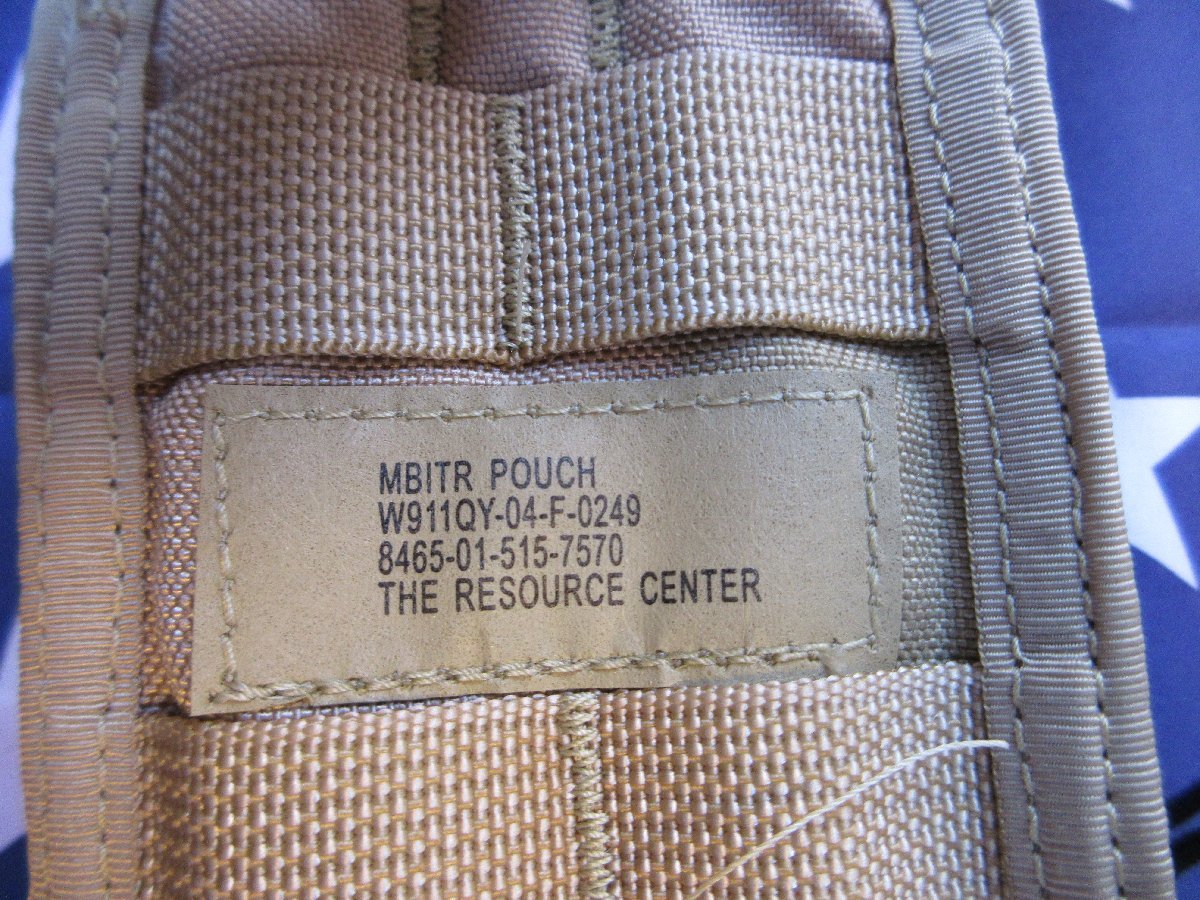 MBITR POUCH
W911QY-04-F-0249
8465-01-515-7570
THE RESOURCE CENTER